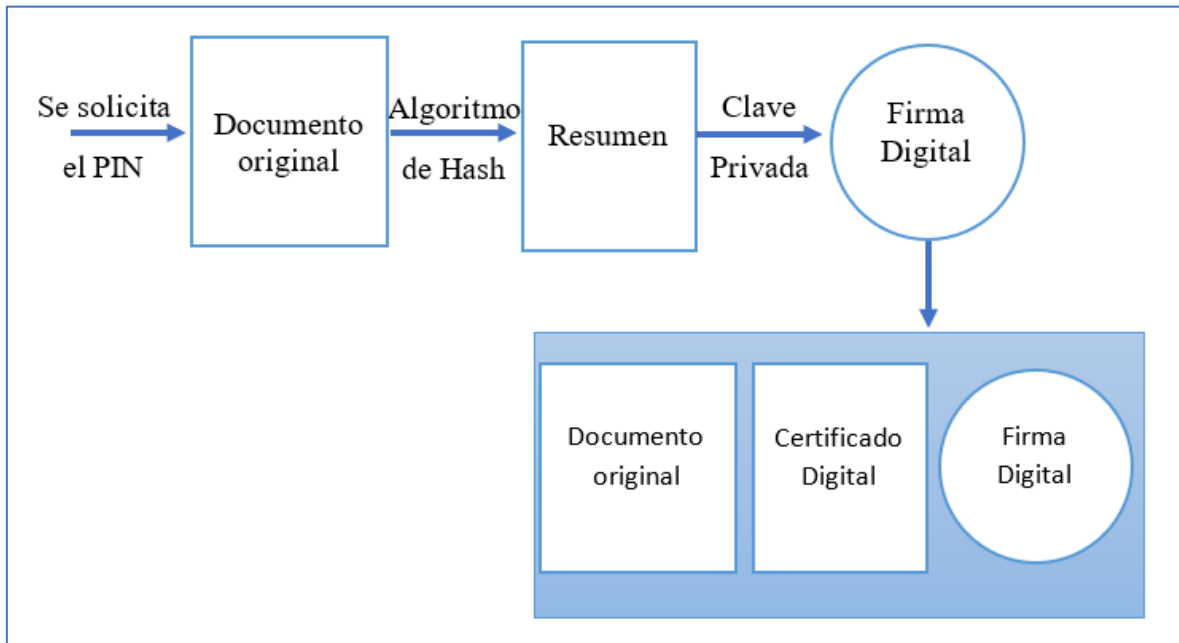 Se solicita
el PIN
Documento
original
Algoritmo
de Hash
Resumen
Clave
Privada
Firma
Digital
Documento
original
Certificado
Digital
Firma
Digital